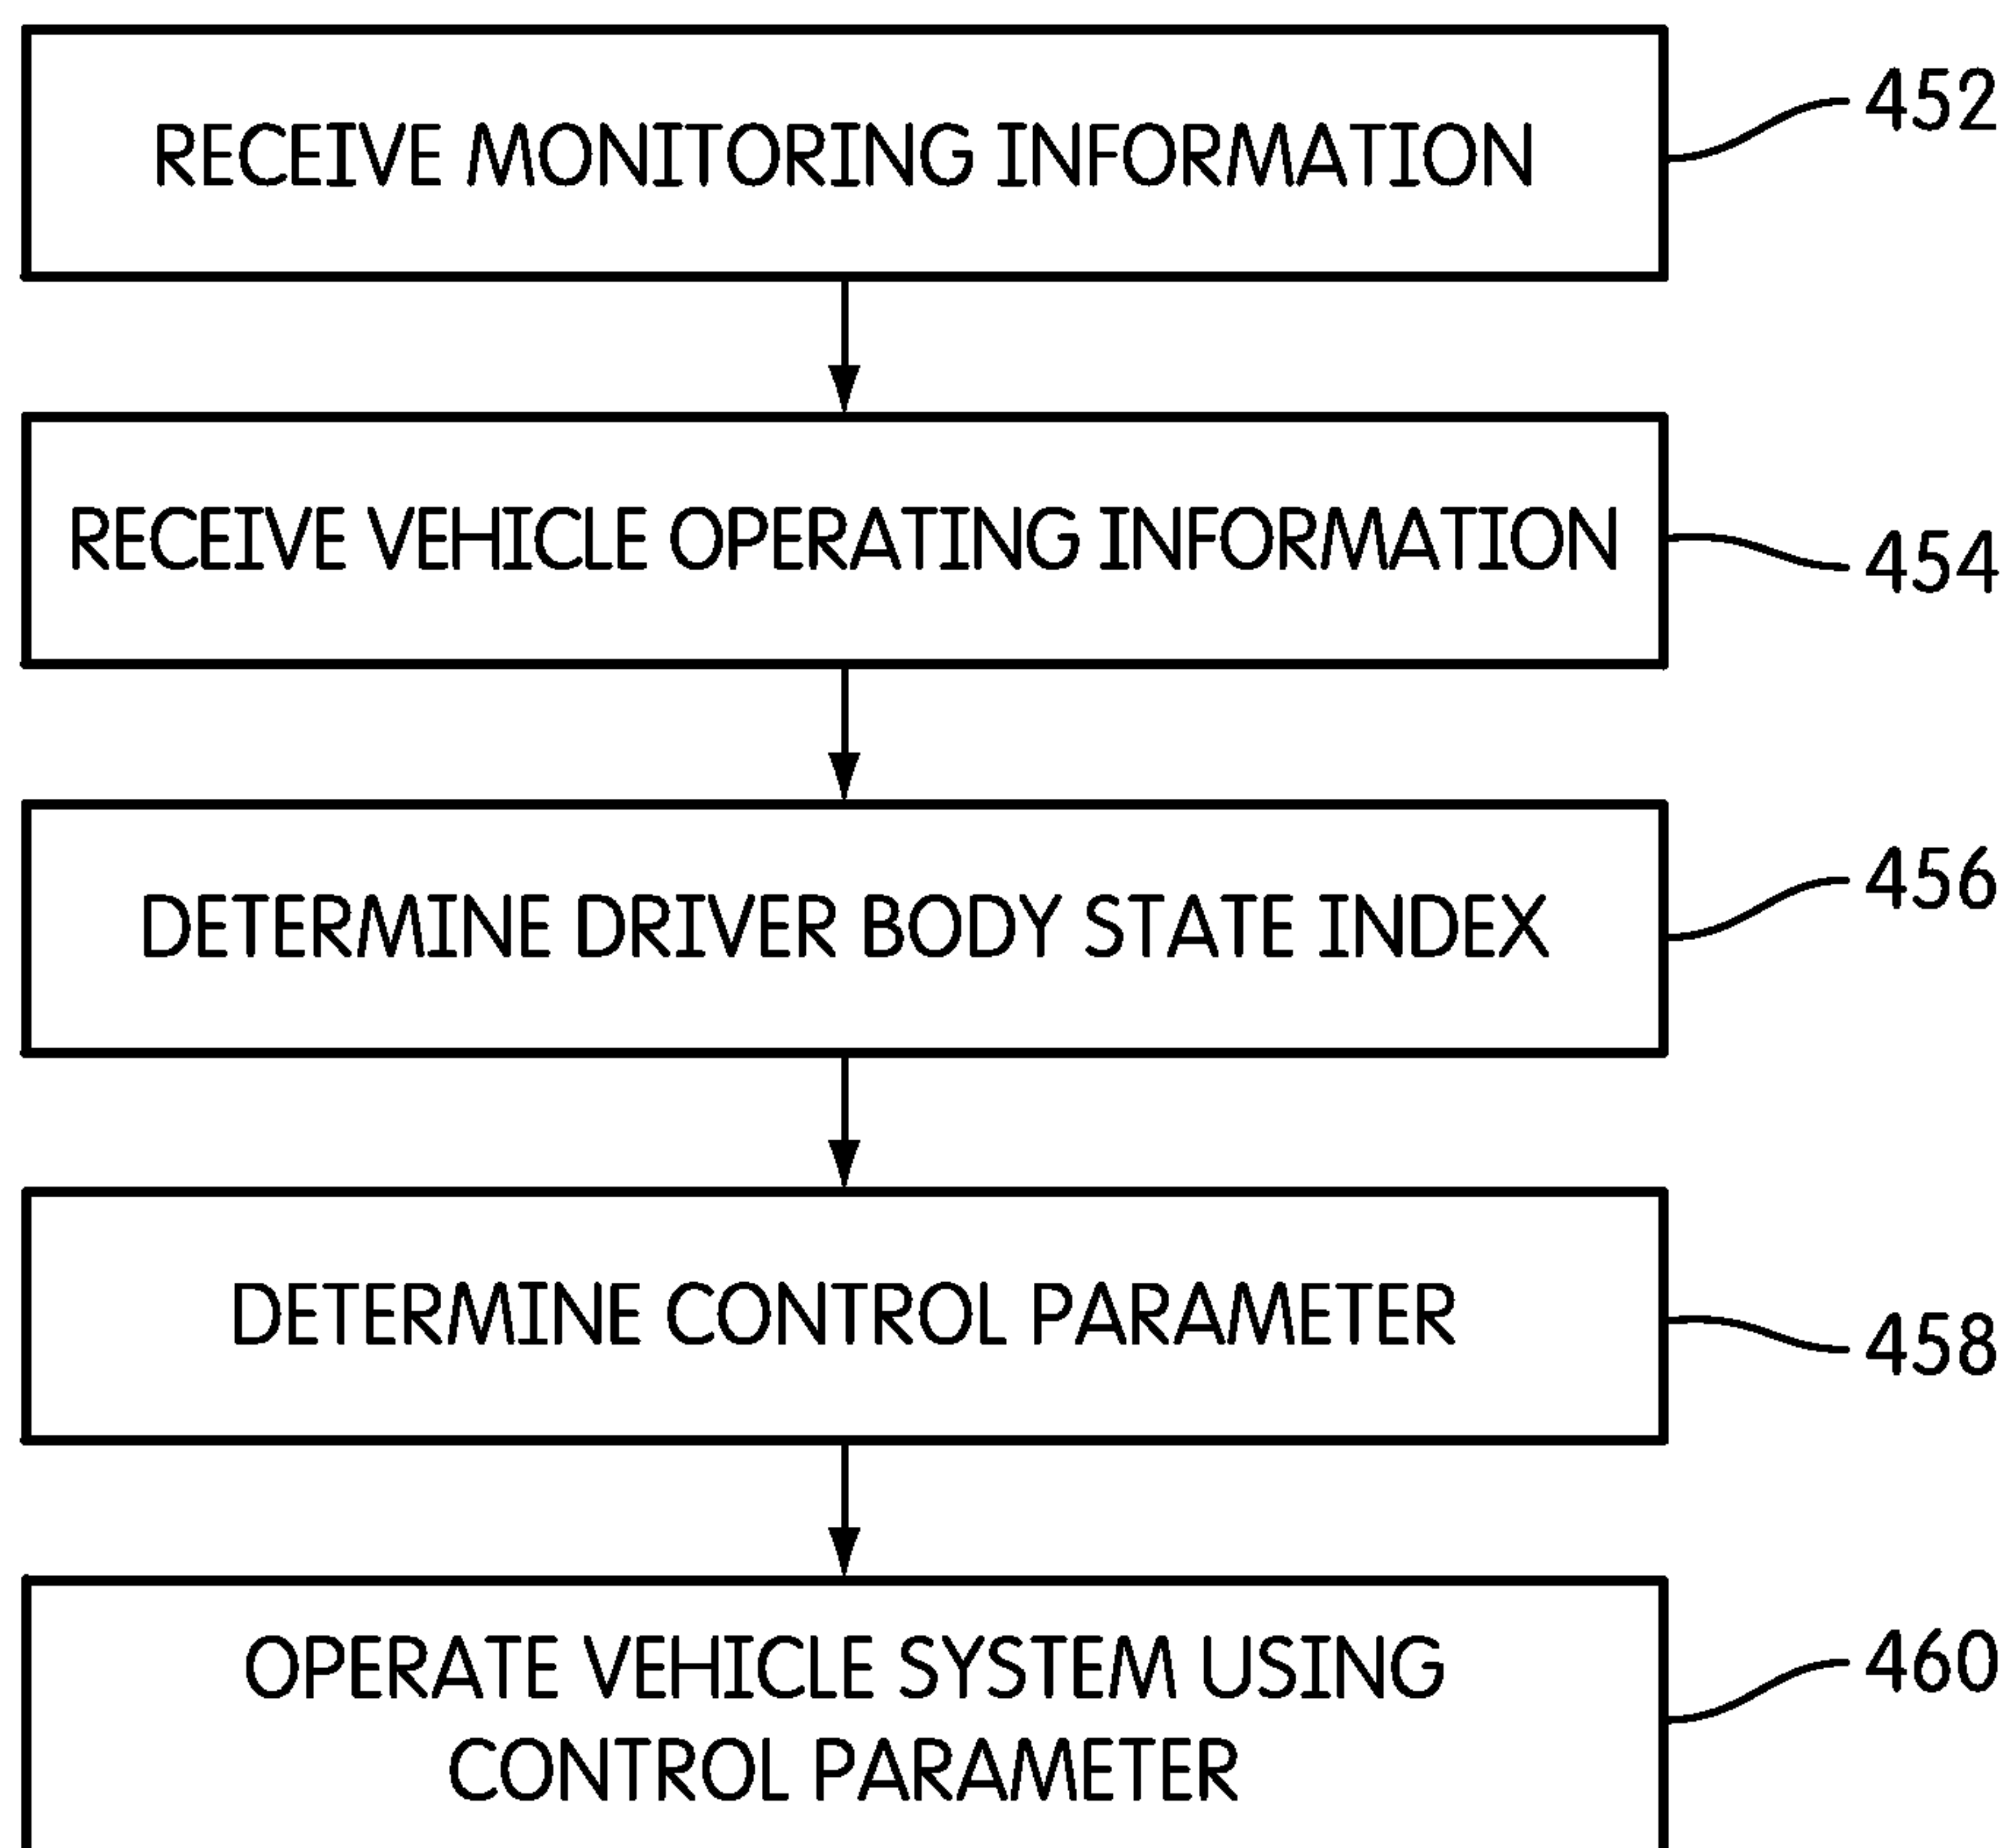 RECEIVE MONITORING INFORMATION
452
RECEIVE VEHICLE OPERATING INFORMATION
454
DETERMINE DRIVER BODY STATE INDEX
456
DETERMINE CONTROL PARAMETER
458
OPERATE VEHICLE SYSTEM USING
CONTROL PARAMETER
460